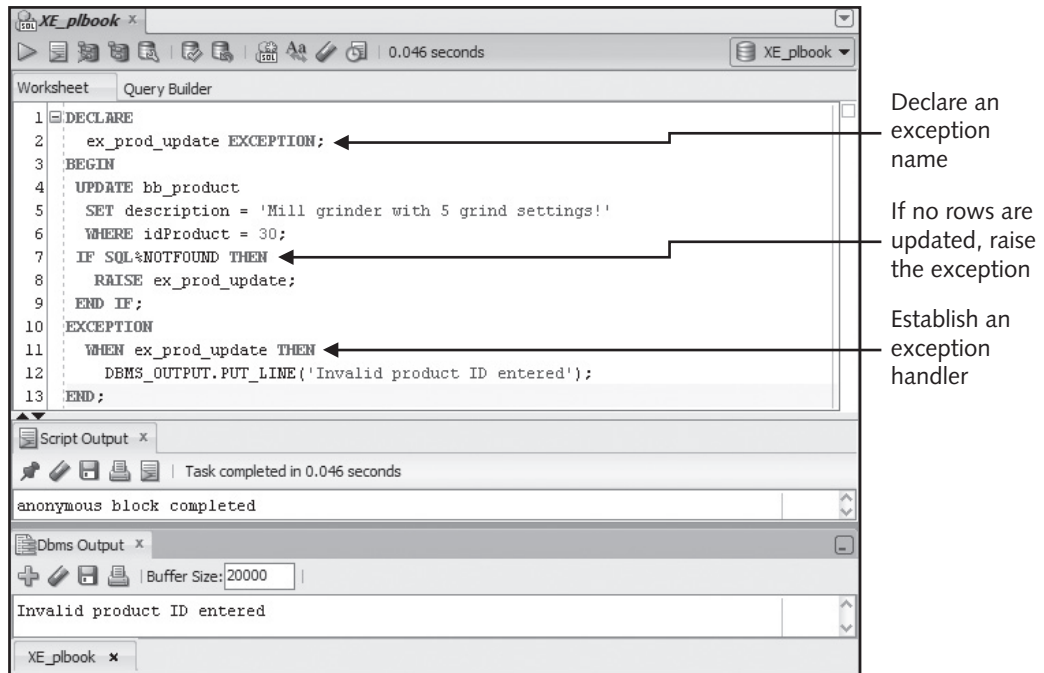 XE_plbook
0.046 seconds
XE_plbook
Worksheet Query Builder
1 DECLARE
2 ex_prod_update EXCEPTION;
3 BEGIN
4 UPDATE bb_product
5 SET description = 'Mill grinder with 5 grind settings!'
6 WHERE idProduct = 30;
7 IF SQL%NOTFOUND THEN
8 RAISE ex_prod_update;
9 END IF;
10 EXCEPTION
11 WHEN ex_prod_update THEN
12 DBMS_OUTPUT.PUT_LINE('Invalid product ID entered');
13 END;
Declare an
exception
name
If no rows are
updated, raise
the exception
Establish an
exception
handler
Script Output
Task completed in 0.046 seconds
anonymous block completed
Dbms Output
Buffer Size: 20000
Invalid product ID entered
XE_plbook